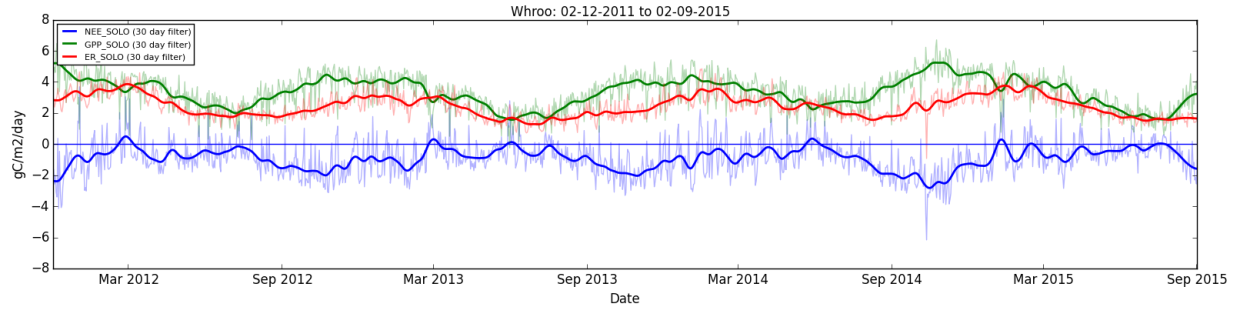 Whroo: 02-12-2011 to 02-09-2015
8
6
4
2
0
−2
−4
−6
−8
gC/m2/day
NEE_SOLO (30 day filter)
GPP_SOLO (30 day filter)
ER_SOLO (30 day filter)
Mar 2012 Sep 2012 Mar 2013 Sep 2013 Mar 2014 Sep 2014 Mar 2015 Sep 2015
Date